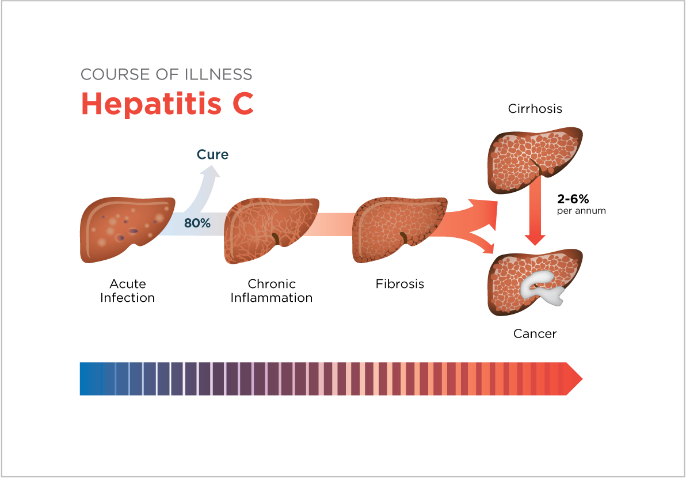 COURSE OF ILLNESS
Hepatitis C
Cirrhosis
Cure
2-6%
per annum
80%
Acute
Infection
Chronic
Inflammation
Fibrosis
Cancer